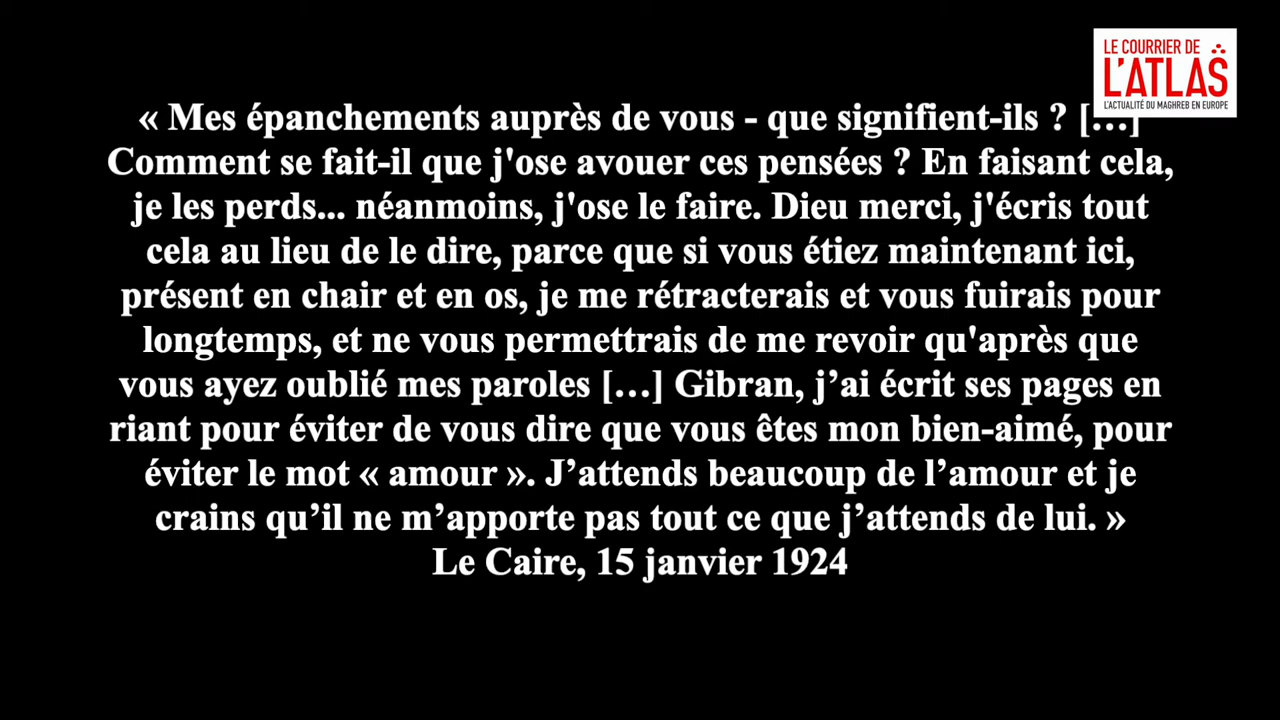 LE COURRIER DE
L'ATLAS
L'ACTUALITÉ DU MAGHREB EN EUROPE
« Mes épanchements auprès de vous - que signifient-ils ? […]
Comment se fait-il que j'ose avouer ces pensées ? En faisant cela,
je les perds... néanmoins, j'ose le faire. Dieu merci, j'écris tout
cela au lieu de le dire, parce que si vous étiez maintenant ici,
présent en chair et en os, je me rétracterais et vous fuirais pour
longtemps, et ne vous permettrais de me revoir qu'après que
vous ayez oublié mes paroles […] Gibran, j’ai écrit ses pages en
riant pour éviter de vous dire que vous êtes mon bien-aimé, pour
éviter le mot « amour ». J’attends beaucoup de l’amour et je
crains qu’il ne m’apporte pas tout ce que j’attends de lui. »
Le Caire, 15 janvier 1924